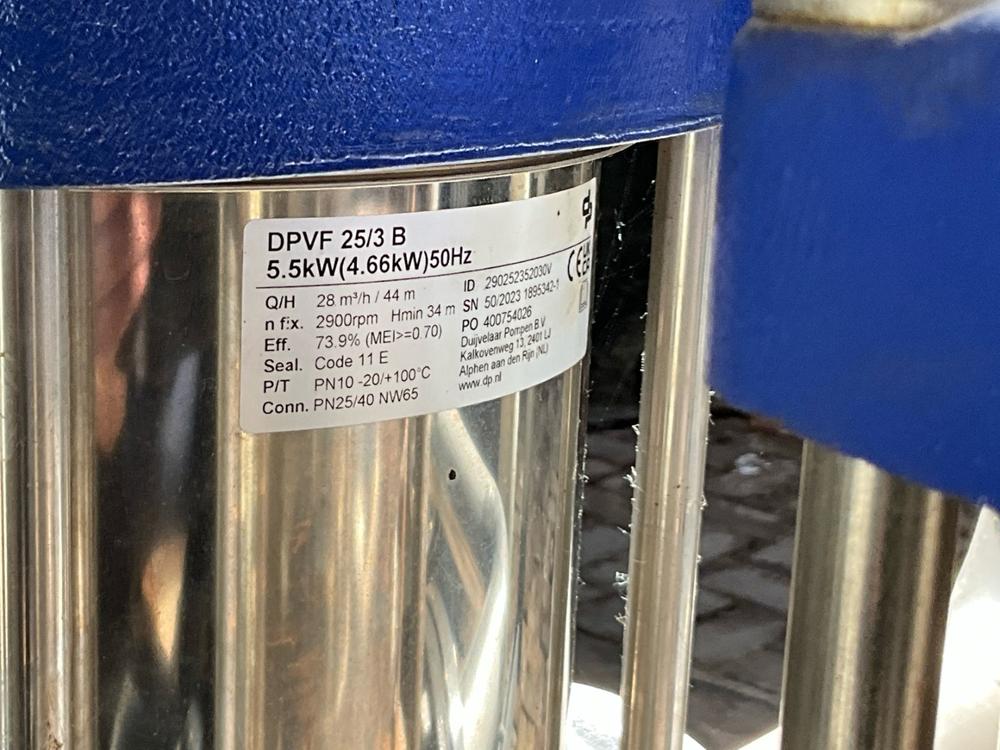 dp
DPVF 25/3 B
5.5kW(4.66kW)50Hz
CE
Q/H 28 m³/h / 44 m
n fix. 2900rpm Hmin 34 m
Eff. 73.9% (MEI>=0.70)
Seal. Code 11 E
P/T PN10 -20/+100°C
Conn. PN25/40 NW65
ID 290252352030V
SN 50/2023 1895342-1
PO 400754026
Duijvelaar Pompen B.V.
Kalkovenweg 13, 2401 LJ
Alphen aan den Rijn (NL)
www.dp.nl